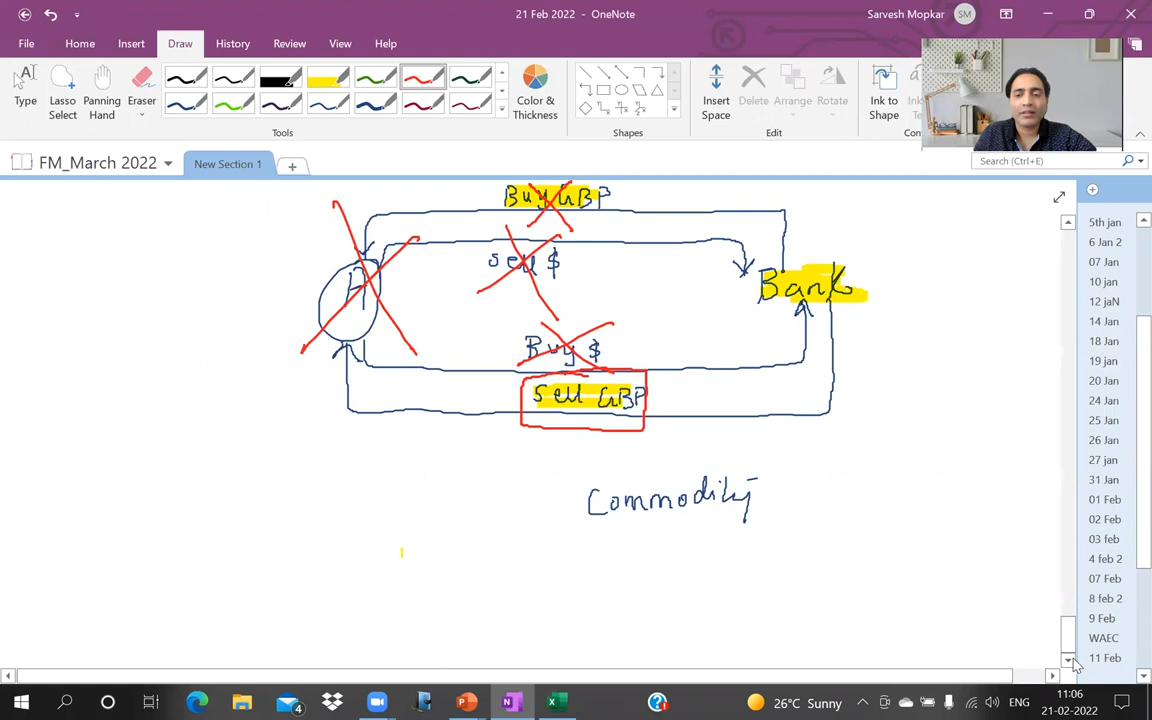 21 Feb 2022 - OneNote
Sarvesh Mopkar SM
File Home Insert Draw History Review View Help
Type Lasso Select Panning Hand Eraser Color & Thickness Insert Space Delete Arrange Rotate Ink to Shape
Tools Shapes Edit
FM_March 2022 New Section 1 Search (Ctrl+E)
Buy GBP
sell $
A
Bank
Buy $
sell GBP
Commodity
5th jan
6 Jan 2
07 Jan
10 jan
12 jaN
14 Jan
18 Jan
19 jan
20 Jan
24 Jan
25 Jan
26 Jan
27 jan
31 Jan
01 Feb
02 Feb
03 feb
4 feb 2
07 Feb
8 feb 2
9 Feb
WAEC
11 Feb
4
26°C Sunny
ENG
11:06
21-02-2022